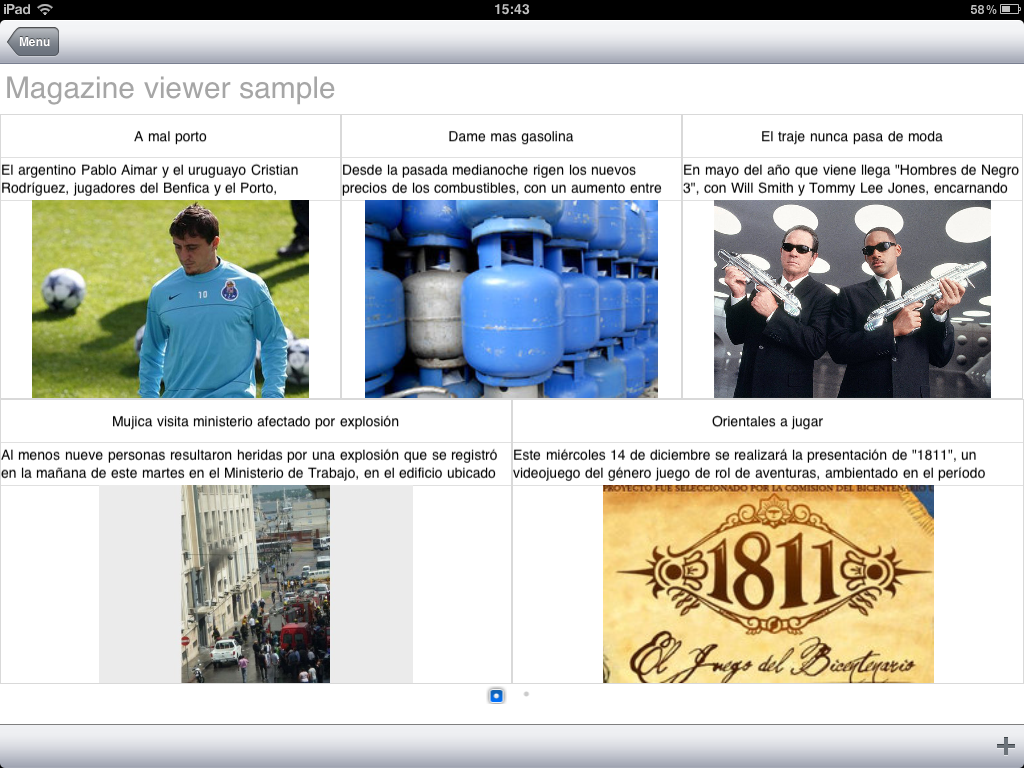 iPad 15:43 58%
Menu
Magazine viewer sample
A mal porto
El argentino Pablo Aimar y el uruguayo Cristian
Rodríguez, jugadores del Benfica y el Porto,
10
Dame mas gasolina
Desde la pasada medianoche rigen los nuevos
precios de los combustibles, con un aumento entre
El traje nunca pasa de moda
En mayo del año que viene llega "Hombres de Negro
3", con Will Smith y Tommy Lee Jones, encarnando
Mujica visita ministerio afectado por explosión
Al menos nueve personas resultaron heridas por una explosión que se registró
en la mañana de este martes en el Ministerio de Trabajo, en el edificio ubicado
Orientales a jugar
Este miércoles 14 de diciembre se realizará la presentación de "1811", un
videojuego del género juego de rol de aventuras, ambientado en el período
PROYECTO FUE SELECCIONADO POR LA COMISION DEL BICENTENARIO
1811
El Juego del Bicentenario